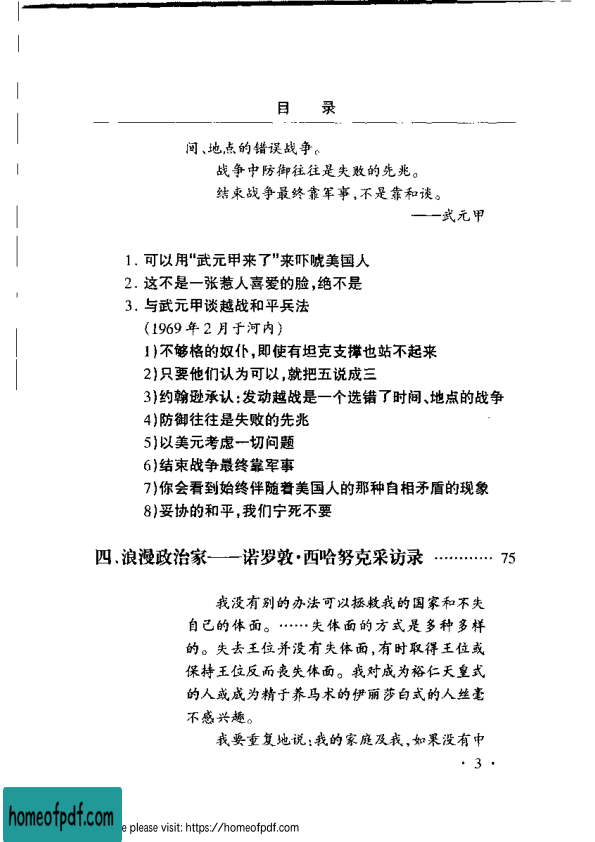 目 录
间、地点的错误战争。
战争中防御往往是失败的先兆。
结束战争最终靠军事,不是靠和谈。
——武元甲
1. 可以用“武元甲来了”来吓唬美国人
2. 这不是一张惹人喜爱的脸,绝不是
3. 与武元甲谈越战和平兵法
(1969 年 2 月于河内)
1)不够格的奴仆,即使有坦克支撑也站不起来
2)只要他们认为可以,就把五说成三
3)约翰逊承认:发动越战是一个选错了时间、地点的战争
4)防御往往是失败的先兆
5)以美元考虑一切问题
6)结束战争最终靠军事
7)你会看到始终伴随着美国人的那种自相矛盾的现象
8)妥协的和平,我们宁死不要
四、浪漫政治家——诺罗敦·西哈努克采访录 ………… 75
我没有别的办法可以拯救我的国家和不失
自己的体面。……失体面的方式是多种多样
的。失去王位并没有失体面,有时取得王位或
保持王位反而丧失体面。我对成为裕仁天皇式
的人或成为精于养马术的伊丽莎白式的人丝毫
不感兴趣。
我要重复地说:我的家庭及我,如果没有中
· 3 ·
homeofpdf.com
e please visit: https://homeofpdf.com